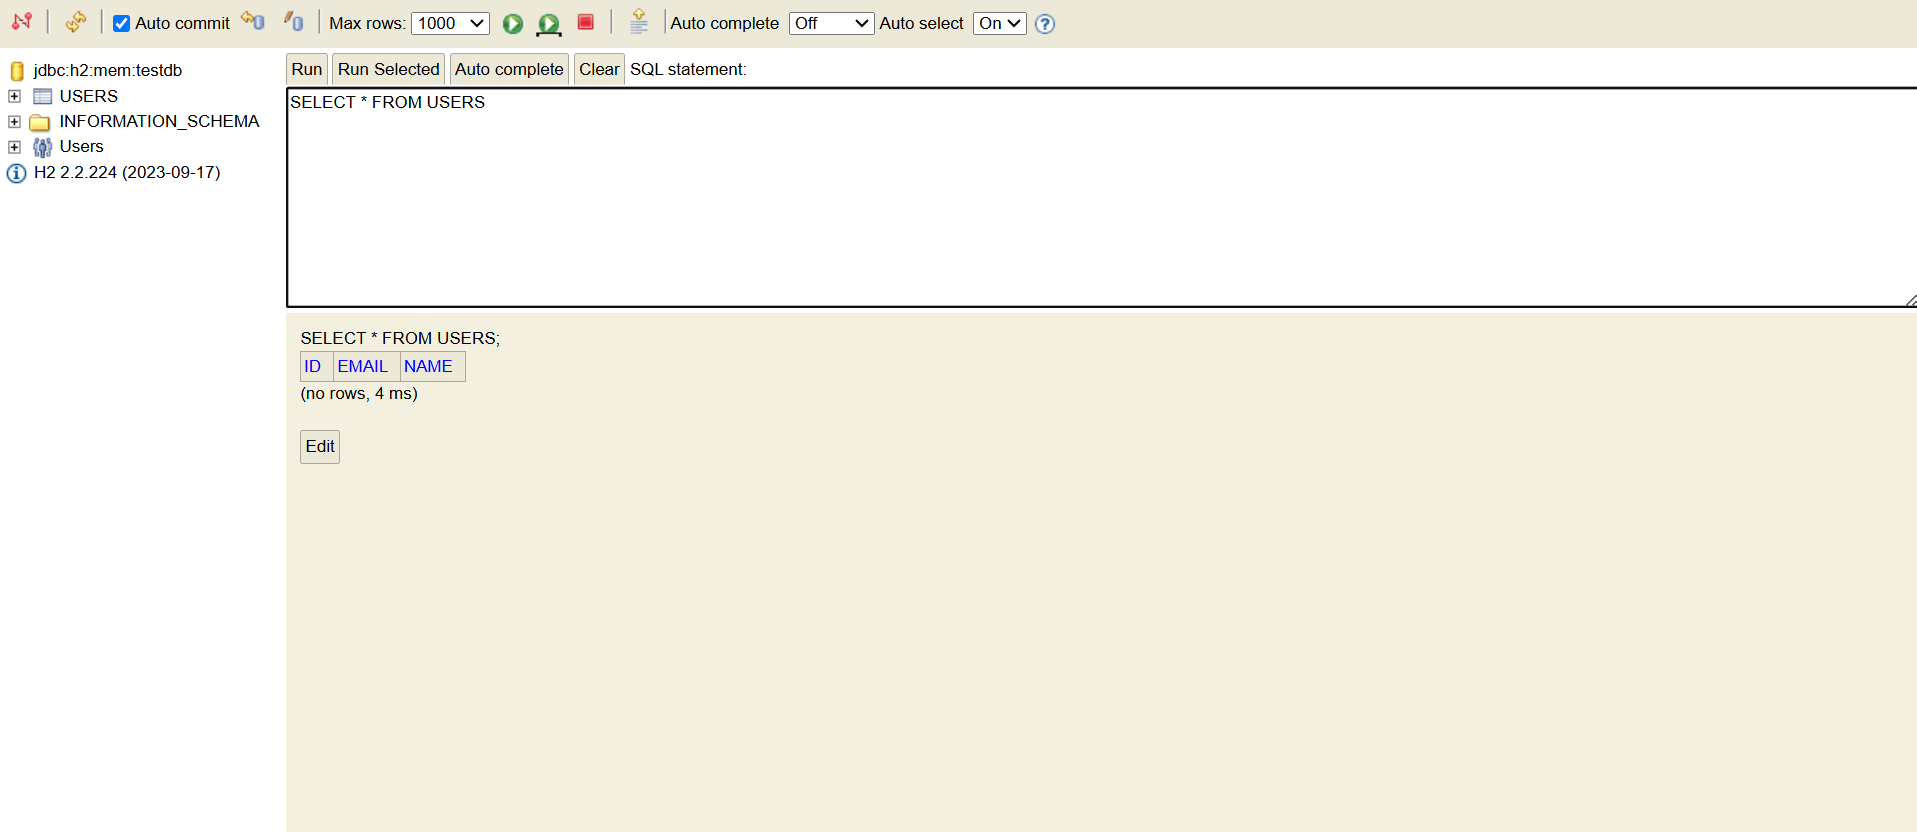 Auto commit Max rows: 1000 Auto complete Off Auto select On
jdbc:h2:mem:testdb
USERS
INFORMATION_SCHEMA
Users
H2 2.2.224 (2023-09-17)
Run Run Selected Auto complete Clear SQL statement:
SELECT * FROM USERS
SELECT * FROM USERS;
ID EMAIL NAME
(no rows, 4 ms)
Edit